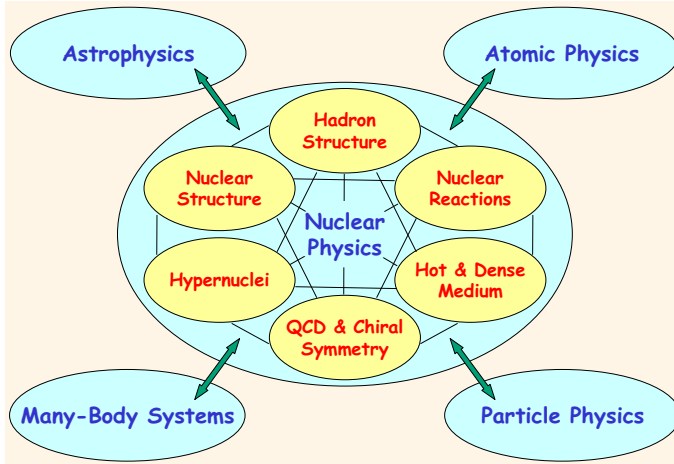 Astrophysics
Atomic Physics
Hadron
Structure
Nuclear
Structure
Nuclear
Reactions
Nuclear
Physics
Hypernuclei
Hot & Dense
Medium
QCD & Chiral
Symmetry
Many-Body Systems
Particle Physics